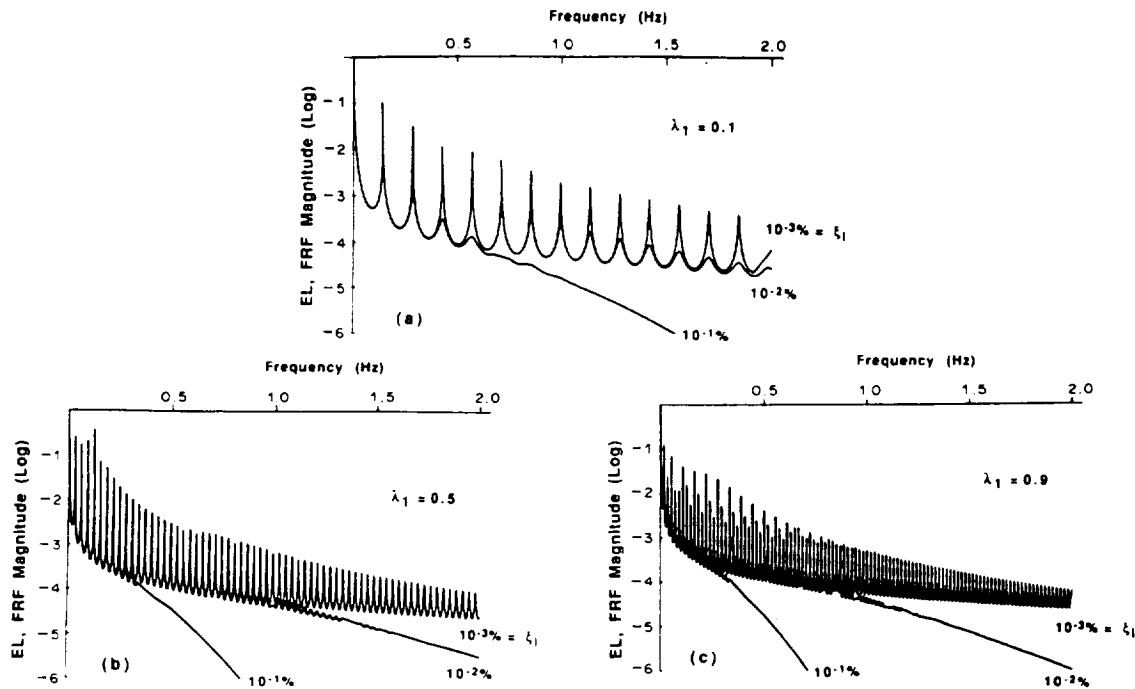 Frequency (Hz)
0.5 1.0 1.5 2.0
EL, FRF Magnitude (Log)
-1
-2
-3
-4
-5
-6
λ₁ = 0.1
10⁻³% = ξᵢ
10⁻²%
10⁻¹%
(a)
Frequency (Hz)
0.5 1.0 1.5 2.0
EL, FRF Magnitude (Log)
-1
-2
-3
-4
-5
-6
λ₁ = 0.5
10⁻³% = ξᵢ
10⁻²%
10⁻¹%
(b)
Frequency (Hz)
0.5 1.0 1.5 2.0
EL, FRF Magnitude (Log)
-1
-2
-3
-4
-5
-6
λ₁ = 0.9
10⁻³% = ξᵢ
10⁻²%
10⁻¹%
(c)